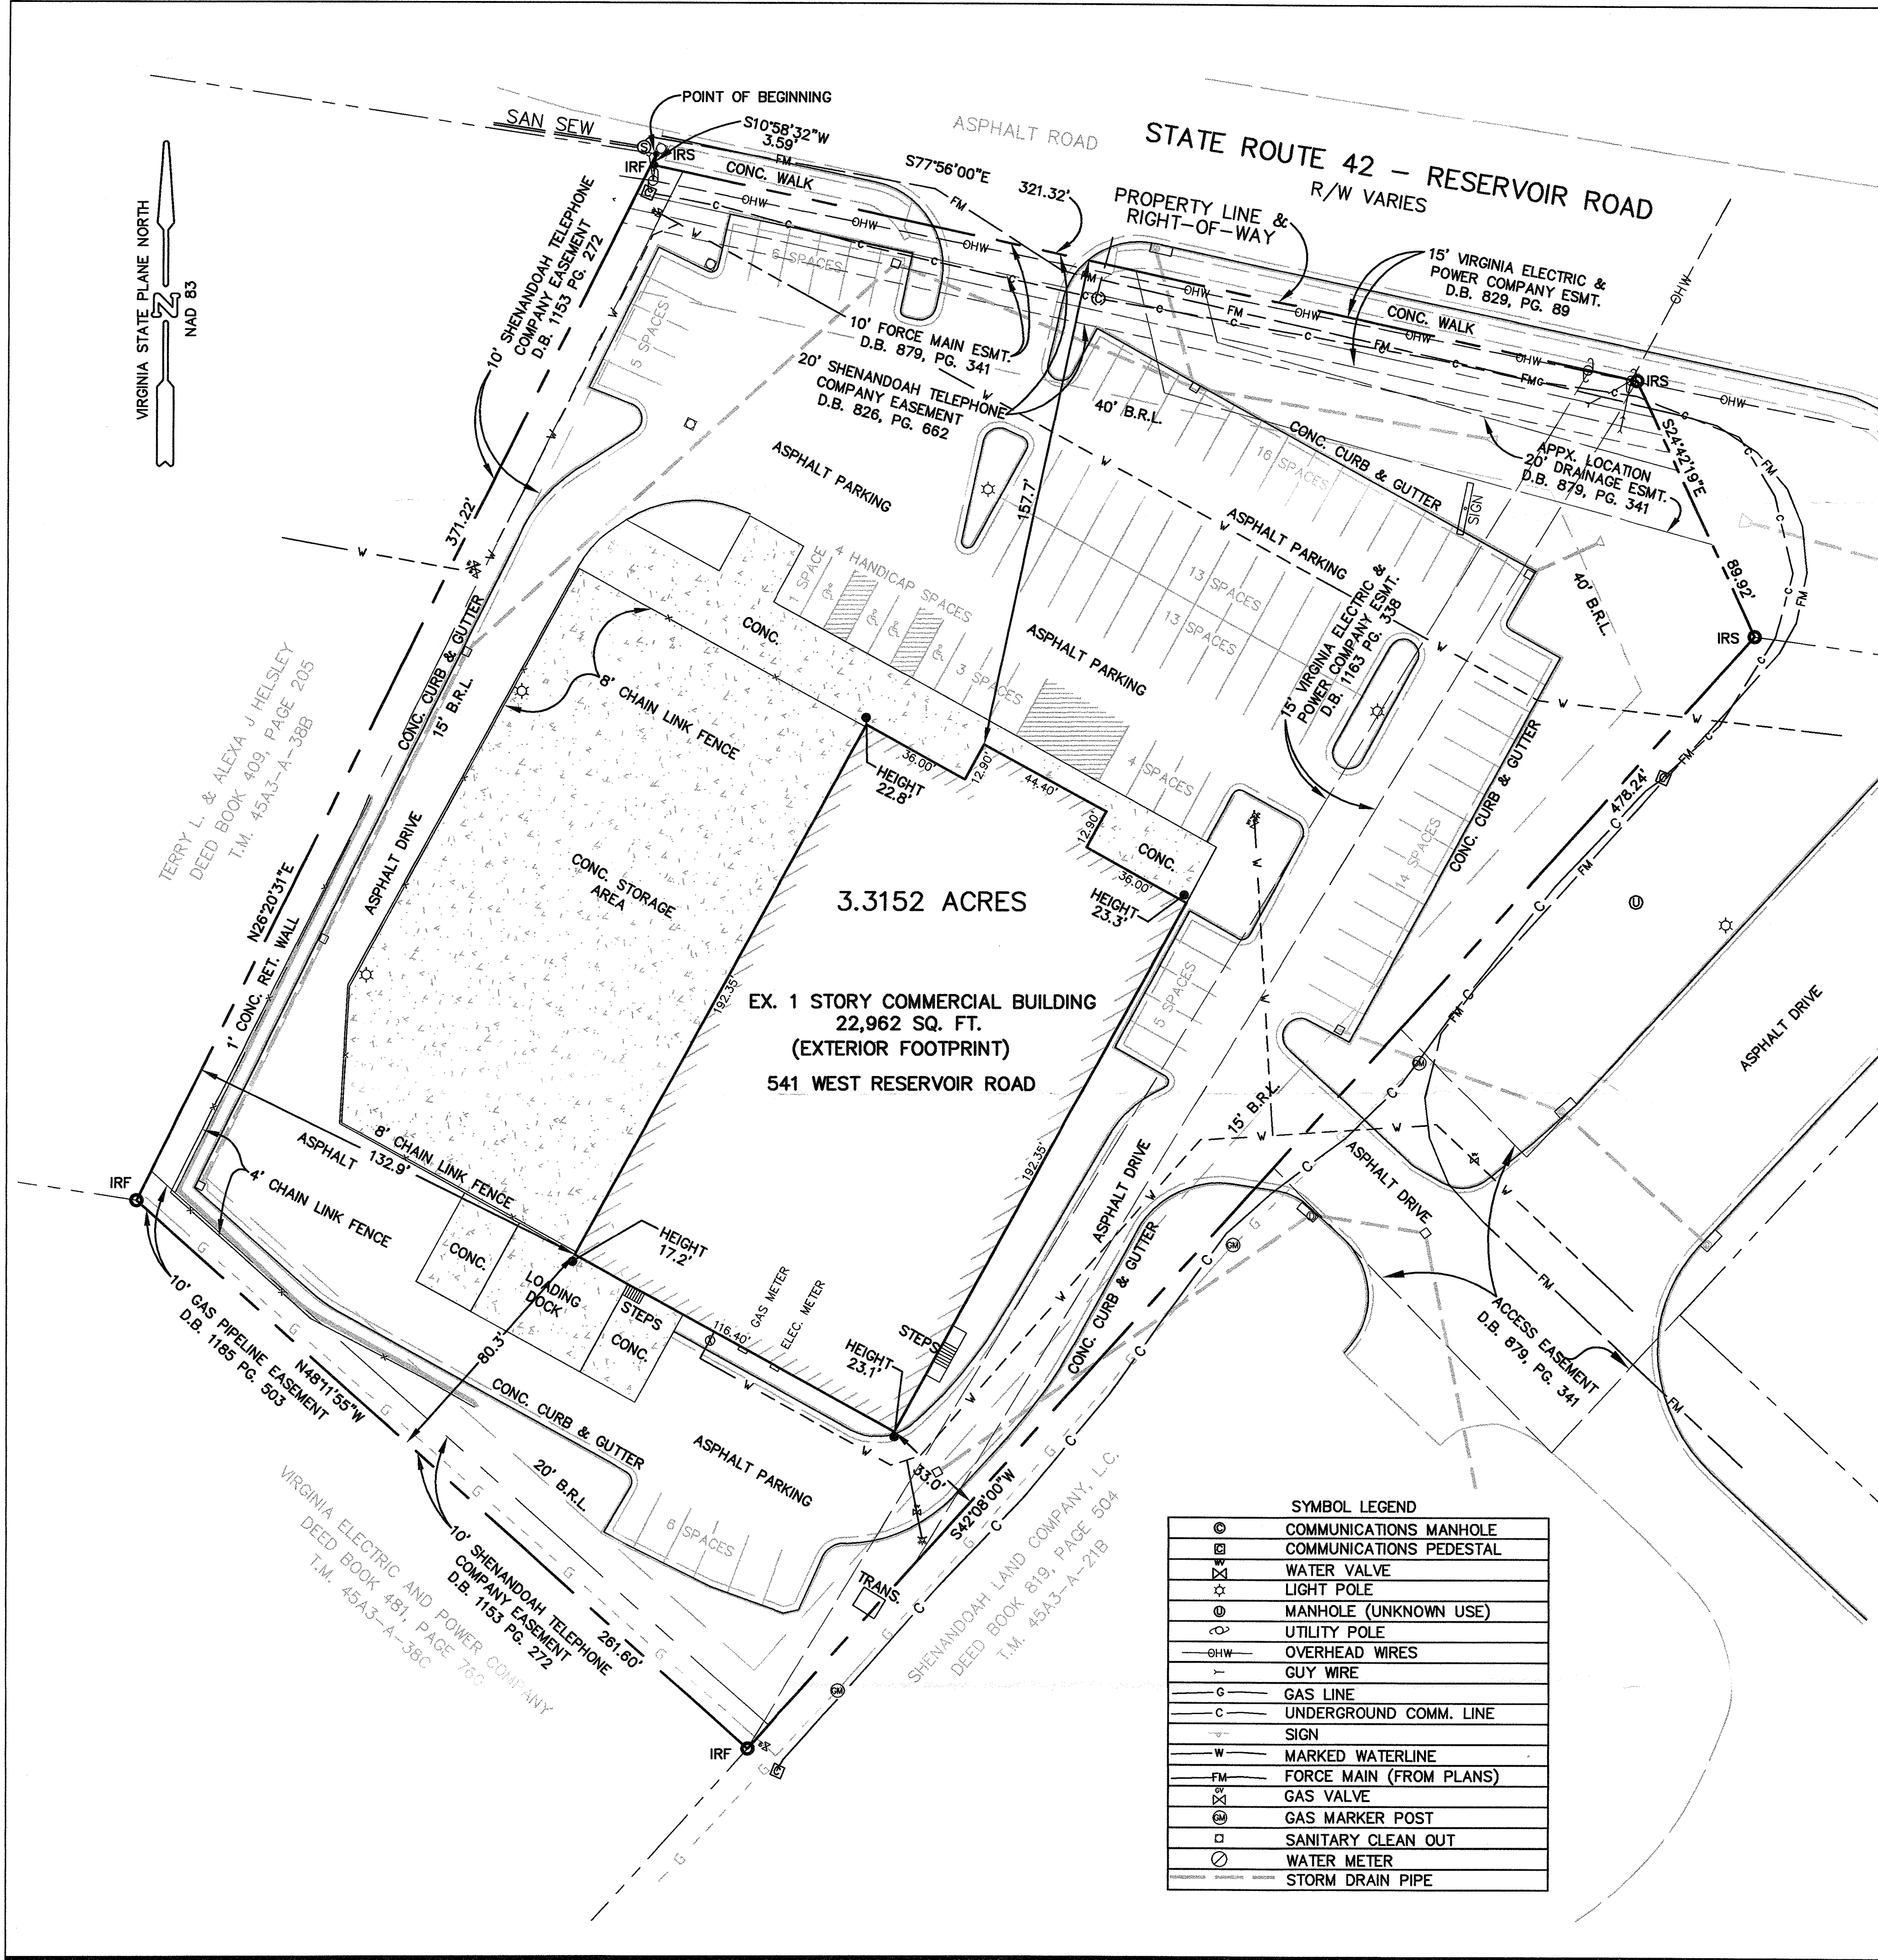 POINT OF BEGINNING
SAN SEW
S10°58'32"W
3.59'
ASPHALT ROAD
STATE ROUTE 42 - RESERVOIR ROAD
R/W VARIES
IRS
IRF
FM
CONC. WALK
S77°56'00"E
321.32'
PROPERTY LINE &
RIGHT-OF-WAY
15' VIRGINIA ELECTRIC &
POWER COMPANY ESMT.
D.B. 829, PG. 89
CONC. WALK
OHW
VIRGINIA STATE PLANE NORTH
N
NAD 83
10' SHENANDOAH TELEPHONE
COMPANY EASEMENT
D.B. 1153 PG. 272
6 SPACES
5 SPACES
10' FORCE MAIN ESMT.
D.B. 879, PG. 341
20' SHENANDOAH TELEPHONE
COMPANY EASEMENT
D.B. 826, PG. 662
40' B.R.L.
IRS
S24°42'19"E
89.92'
APPX. LOCATION
20' DRAINAGE ESMT.
D.B. 879, PG. 341
CONC. CURB & GUTTER
16 SPACES
SIGN
ASPHALT PARKING
157.7'
ASPHALT PARKING
371.22'
1 SPACE
4 HANDICAP SPACES
13 SPACES
13 SPACES
15' VIRGINIA ELECTRIC &
POWER COMPANY ESMT.
D.B. 1163 PG. 338
40' B.R.L.
IRS
CONC.
ASPHALT PARKING
3 SPACES
TERRY L. & ALEXA J HELSLEY
DEED BOOK 409, PAGE 205
T.M. 45A3-A-38B
CONC. CURB & GUTTER
15' B.R.L.
8' CHAIN LINK FENCE
36.00'
12.90'
44.40'
12.90'
36.00'
HEIGHT
22.8'
4 SPACES
CONC.
HEIGHT
23.3'
478.24'
CONC. CURB & GUTTER
14 SPACES
ASPHALT DRIVE
CONC. STORAGE
AREA
3.3152 ACRES
N26°20'31"E
1' CONC. RET. WALL
192.35'
EX. 1 STORY COMMERCIAL BUILDING
22,962 SQ. FT.
(EXTERIOR FOOTPRINT)
541 WEST RESERVOIR ROAD
5 SPACES
ASPHALT DRIVE
15' B.R.L.
ASPHALT
132.9'
8' CHAIN LINK FENCE
192.35'
ASPHALT DRIVE
ASPHALT DRIVE
IRF
4' CHAIN LINK FENCE
CONC.
LOADING
DOCK
HEIGHT
17.2'
STEPS
CONC.
116.40'
GAS METER
ELEC. METER
HEIGHT
23.1'
STEPS
CONC. CURB & GUTTER
ACCESS EASEMENT
D.B. 879, PG. 341
10' GAS PIPELINE EASEMENT
D.B. 1185 PG. 503
N48°11'55"W
80.3'
CONC. CURB & GUTTER
20' B.R.L.
ASPHALT PARKING
6 SPACES
33.0'
S42°08'00"W
TRANS.
VIRGINIA ELECTRIC AND POWER COMPANY
DEED BOOK 481, PAGE 760
T.M. 45A3-A-38C
10' SHENANDOAH TELEPHONE
COMPANY EASEMENT
D.B. 1153 PG. 272
261.60'
SHENANDOAH LAND COMPANY, L.C.
DEED BOOK 819, PAGE 504
T.M. 45A3-A-21B
IRF
SYMBOL LEGEND
COMMUNICATIONS MANHOLE
COMMUNICATIONS PEDESTAL
WV WATER VALVE
LIGHT POLE
MANHOLE (UNKNOWN USE)
UTILITY POLE
OHW OVERHEAD WIRES
GUY WIRE
G GAS LINE
C UNDERGROUND COMM. LINE
SIGN
W MARKED WATERLINE
FM FORCE MAIN (FROM PLANS)
GV GAS VALVE
GM GAS MARKER POST
SANITARY CLEAN OUT
WATER METER
STORM DRAIN PIPE